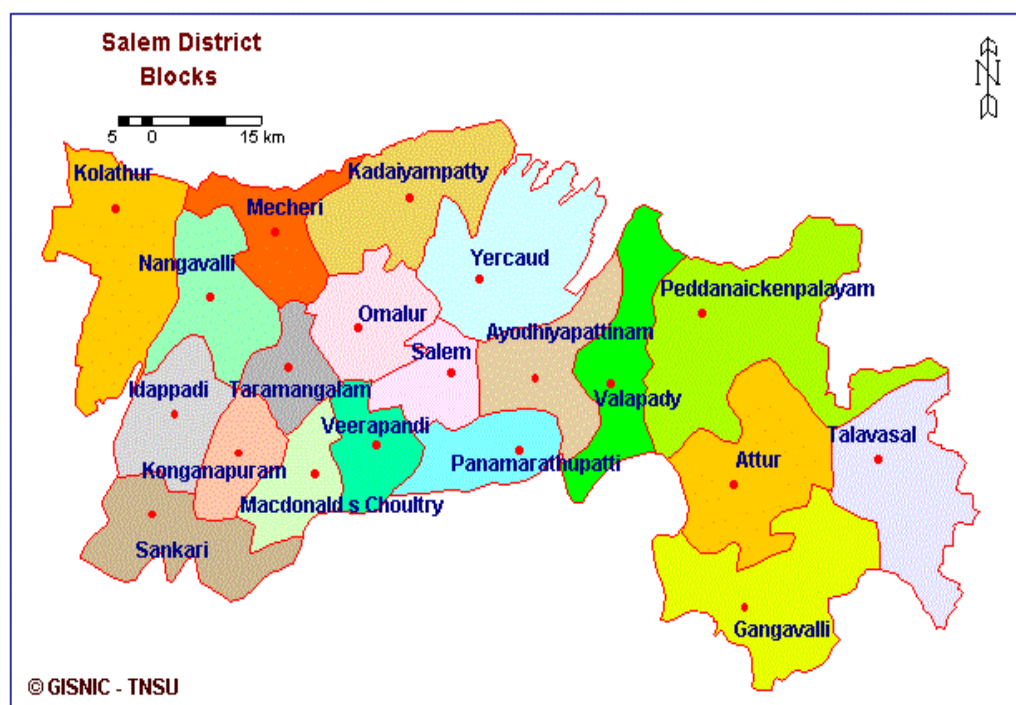 Salem District
Blocks
5 0 15 km
N
Kolathur
Kadaiyampatty
Mecheri
Nangavalli
Yercaud
Peddanaickenpalayam
Omalur
Ayodhiyapattinam
Salem
Idappadi
Taramangalam
Valapady
Veerapandi
Talavasal
Attur
Konganapuram
Panamarathupatti
Macdonald s Choultry
Sankari
Gangavalli
© GISNIC - TNSU